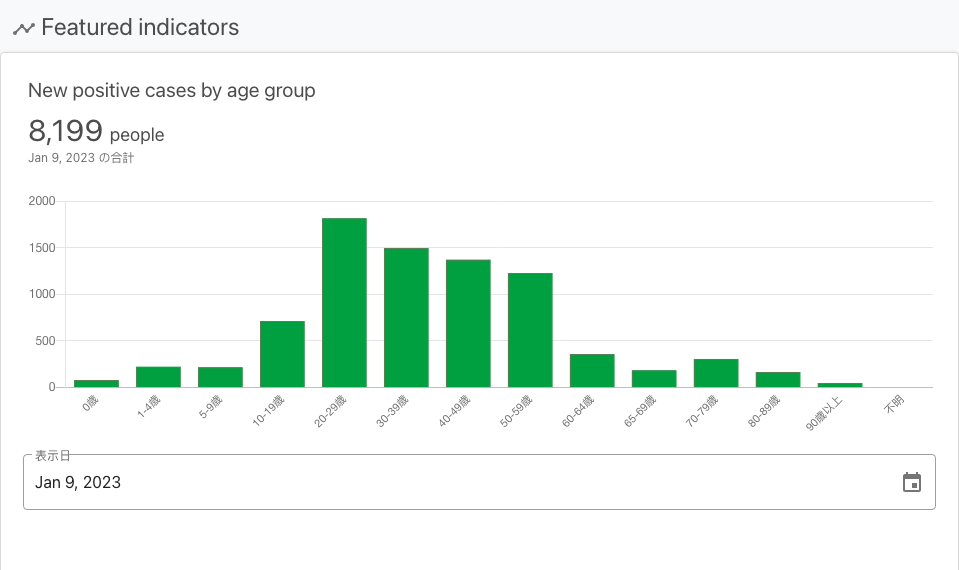 Featured indicators
New positive cases by age group
8,199 people
Jan 9, 2023 の合計
2000
1500
1000
500
0
0歳
1-4歳
5-9歳
10-19歳
20-29歳
30-39歳
40-49歳
50-59歳
60-64歳
65-69歳
70-79歳
80-89歳
90歳以上
不明
表示日
Jan 9, 2023